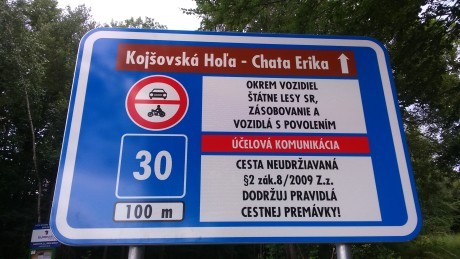 Kojšovská Hoľa - Chata Erika
OKREM VOZIDIEL
ŠTÁTNE LESY SR,
ZÁSOBOVANIE A
VOZIDLÁ S POVOLENÍM
ÚČELOVÁ KOMUNIKÁCIA
30
100 m
CESTA NEUDRŽIAVANÁ
§2 zák.8/2009 Z.z.
DODRŽUJ PRAVIDLÁ
CESTNEJ PREMÁVKY!